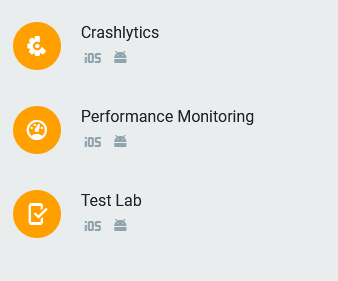 Crashlytics
iOS
Performance Monitoring
iOS
Test Lab
iOS